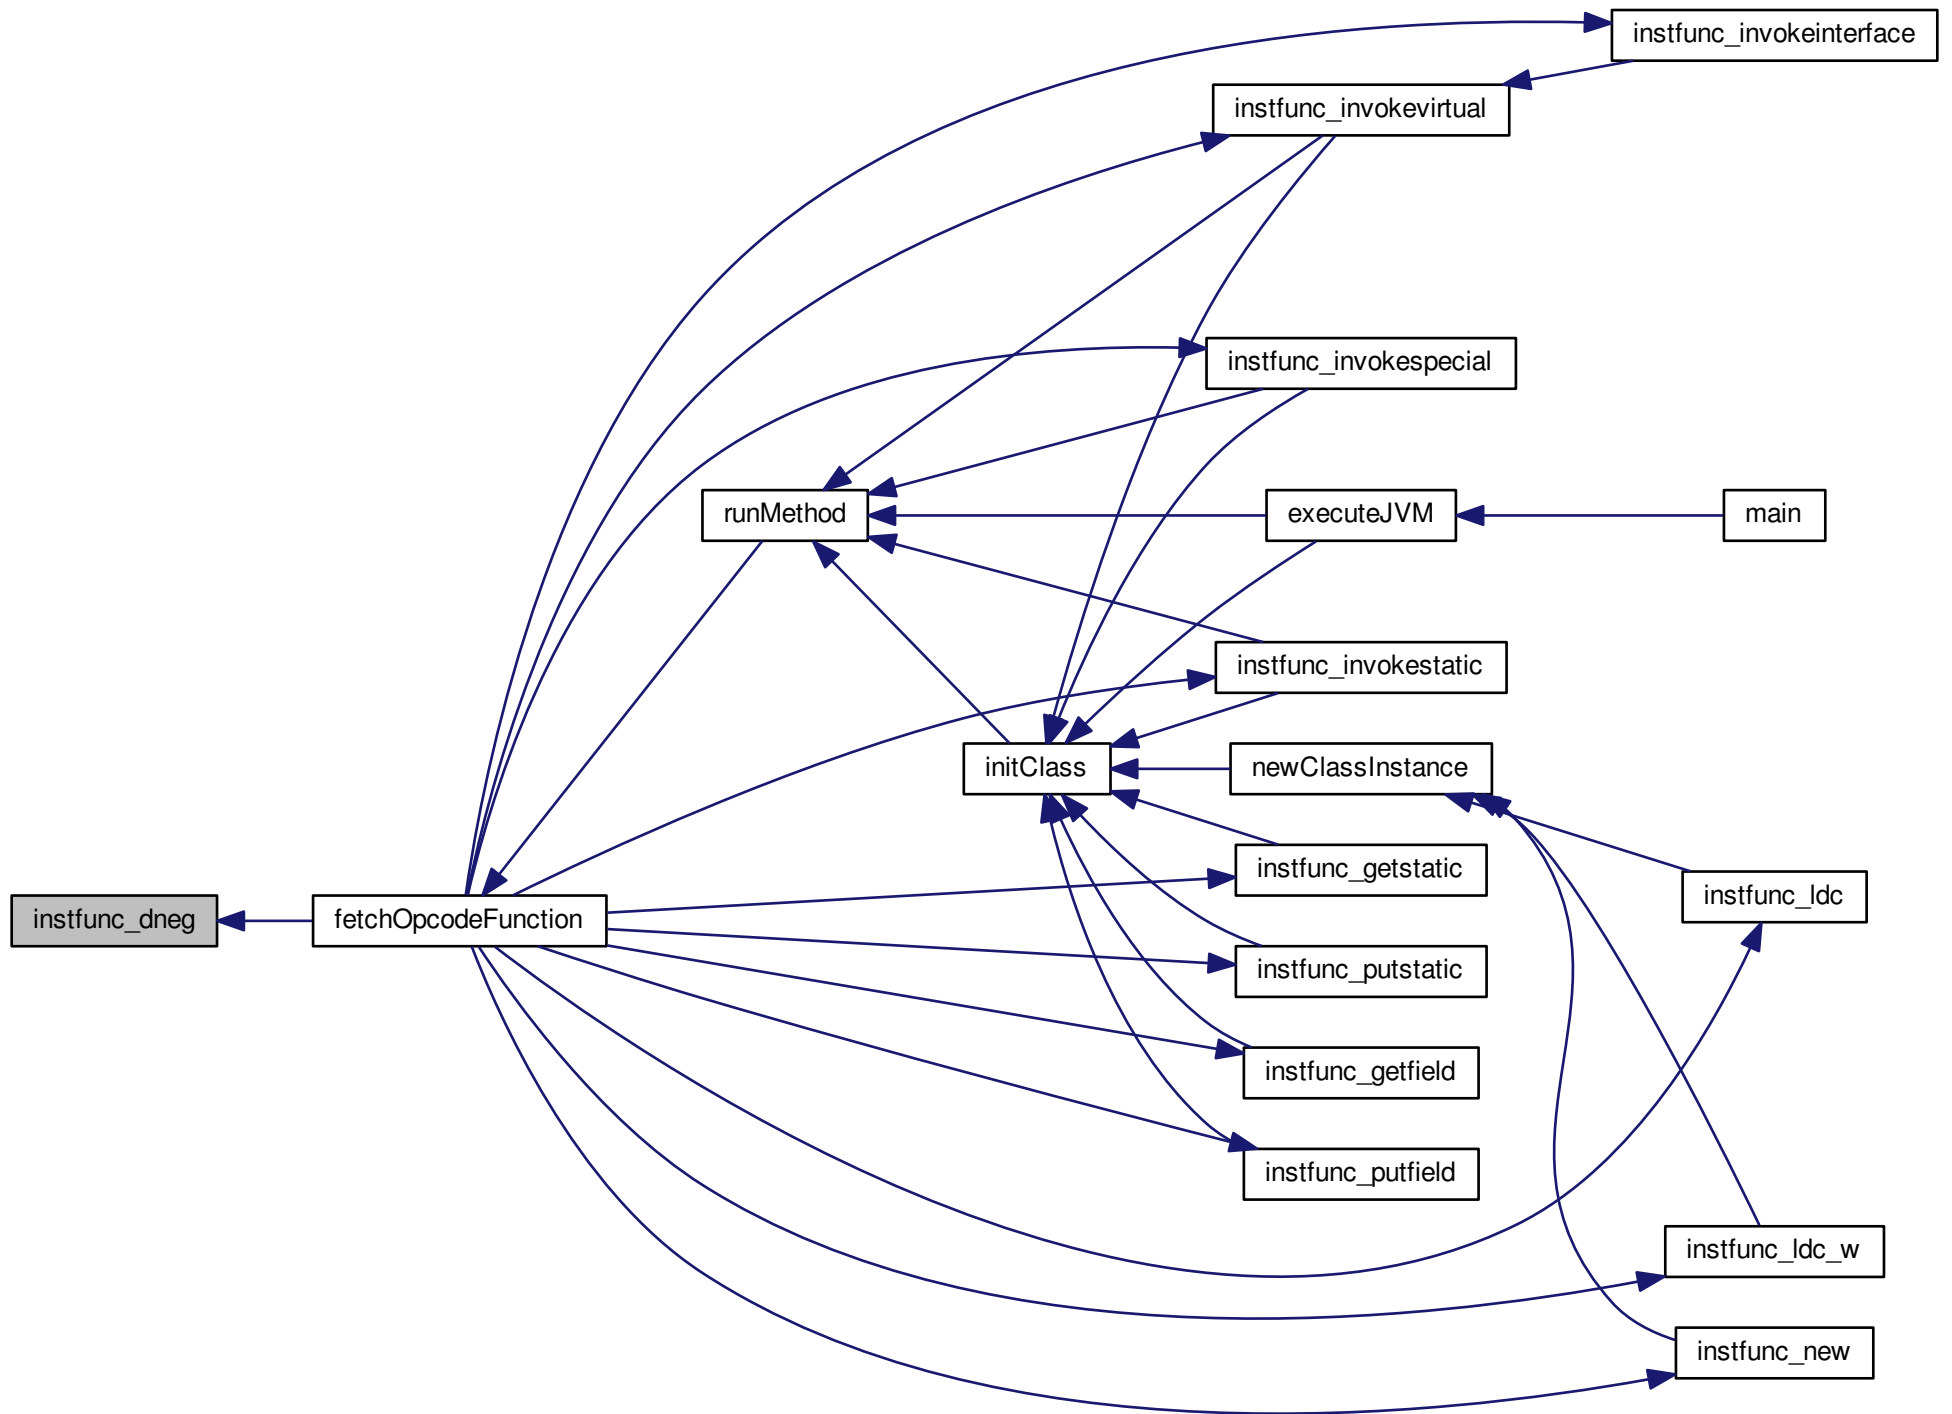 instfunc_invokeinterface
instfunc_invokevirtual
instfunc_invokespecial
runMethod
executeJVM
main
instfunc_invokestatic
initClass
newClassInstance
instfunc_getstatic
instfunc_ldc
instfunc_dneg
fetchOpcodeFunction
instfunc_putstatic
instfunc_getfield
instfunc_putfield
instfunc_ldc_w
instfunc_new